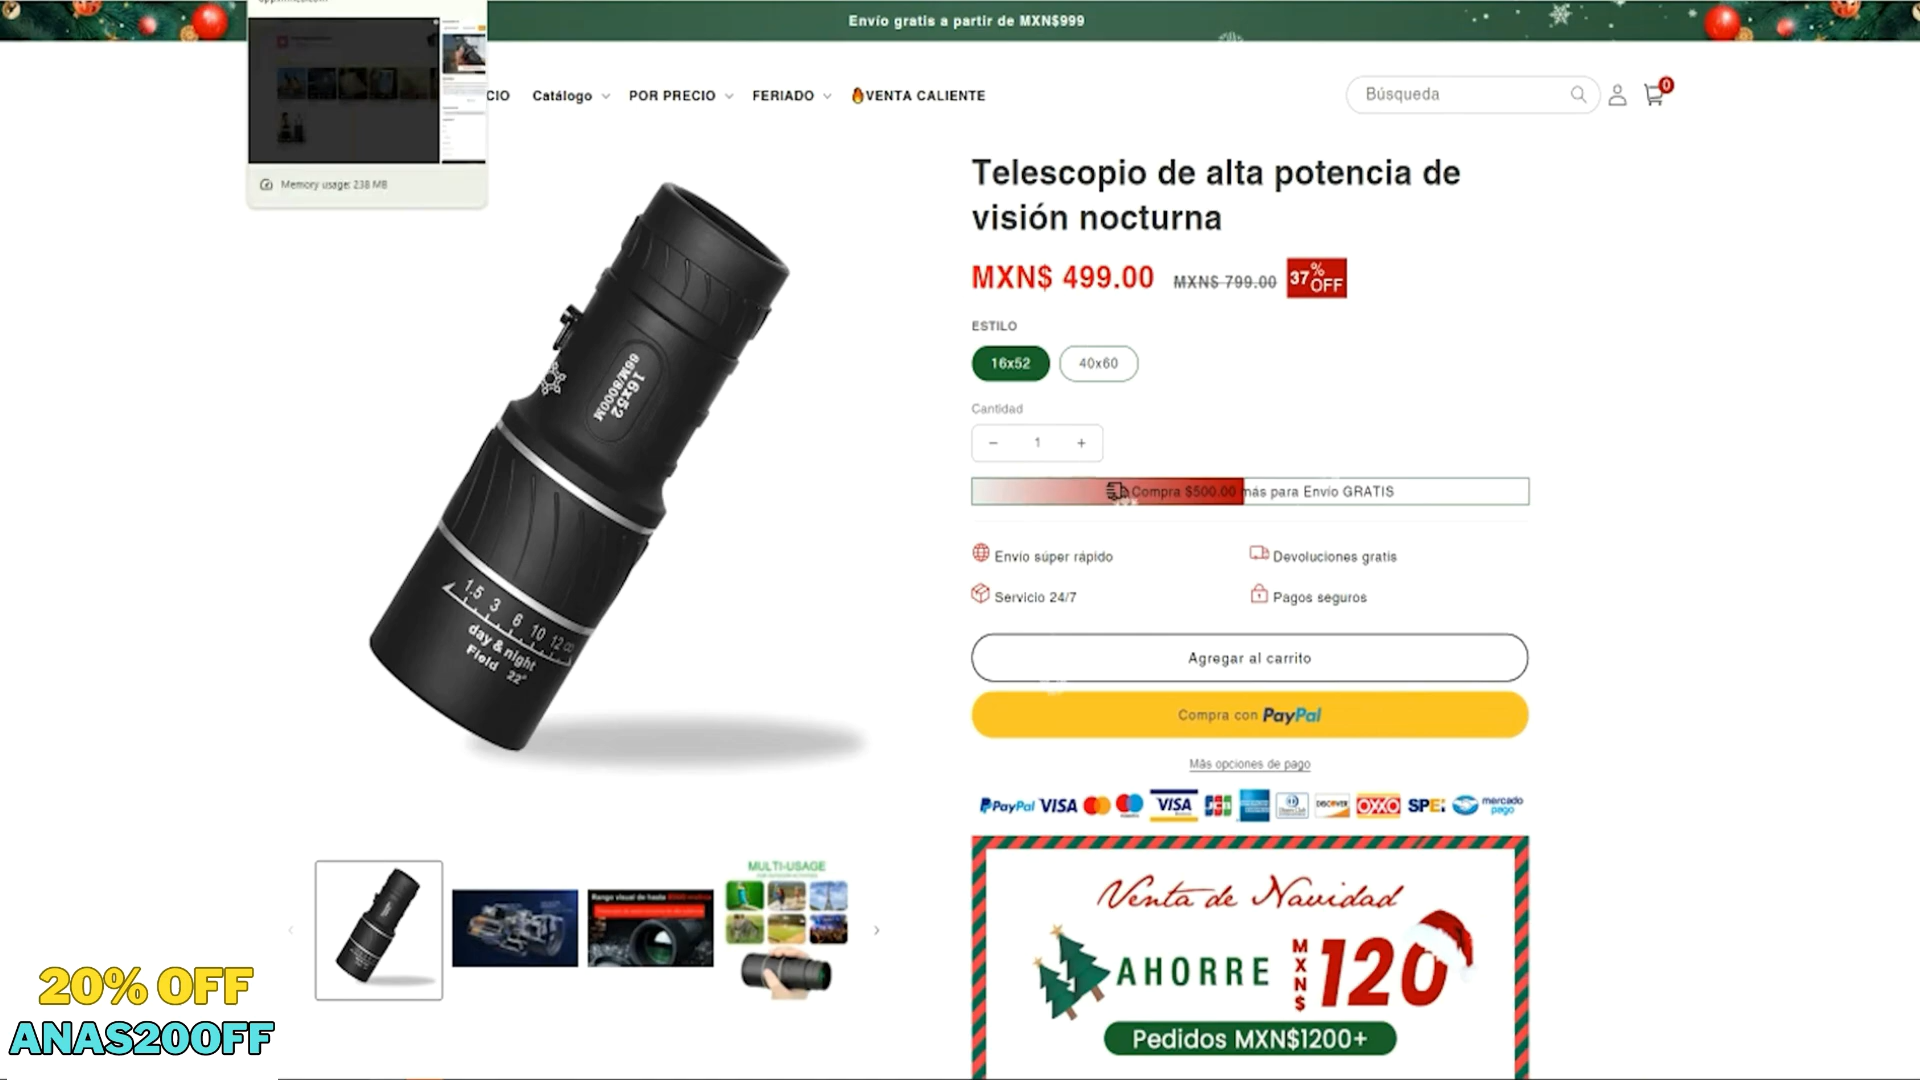 Envío gratis a partir de MXN$999
CIO
Catálogo
POR PRECIO
FERIADO
VENTA CALIENTE
Búsqueda
0
Memory usage: 238 MB
Telescopio de alta potencia de
visión nocturna
MXN$ 499.00
MXN$ 799.00
37% OFF
ESTILO
16x52
40x60
Cantidad
− 1 +
Compra $500.00 más para Envío GRATIS
Envío súper rápido
Devoluciones gratis
Servicio 24/7
Pagos seguros
Agregar al carrito
Compra con PayPal
Más opciones de pago
PayPal VISA VISA JCB DISCOVER OXXO SPEI mercado pago
Venta de Navidad
AHORRE MXN$ 120
Pedidos MXN$1200+
16x52
66M/8000M
1.5 3 6 10 12 ∞
day & night
Field 22°
MULTI-USAGE
Rango visual de hasta
20% OFF
ANAS20OFF